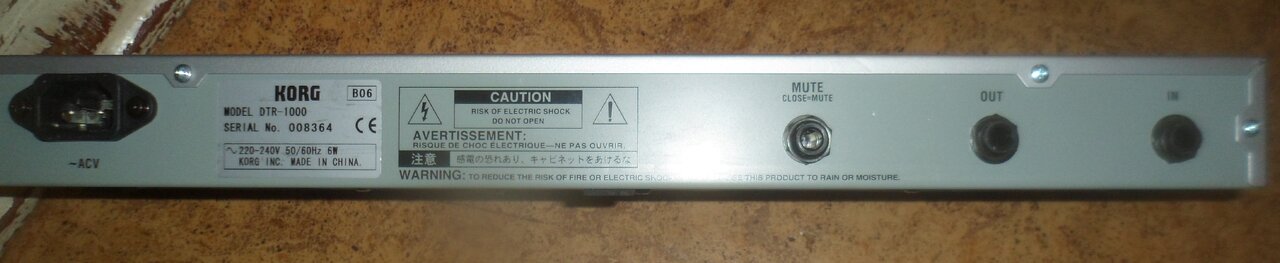 ~ACV
KORG
B06
MODEL DTR-1000
SERIAL No. 008364
CE
~ 220-240V 50/60Hz 6W
KORG INC. MADE IN CHINA.
CAUTION
RISK OF ELECTRIC SHOCK
DO NOT OPEN
AVERTISSEMENT:
RISQUE DE CHOC ÉLECTRIQUE—NE PAS OUVRIR.
注意 感電の恐れあり、キャビネットをあけるな
WARNING: TO REDUCE THE RISK OF FIRE OR ELECTRIC THIS PRODUCT TO RAIN OR MOISTURE.
MUTE
CLOSE=MUTE
OUT
IN